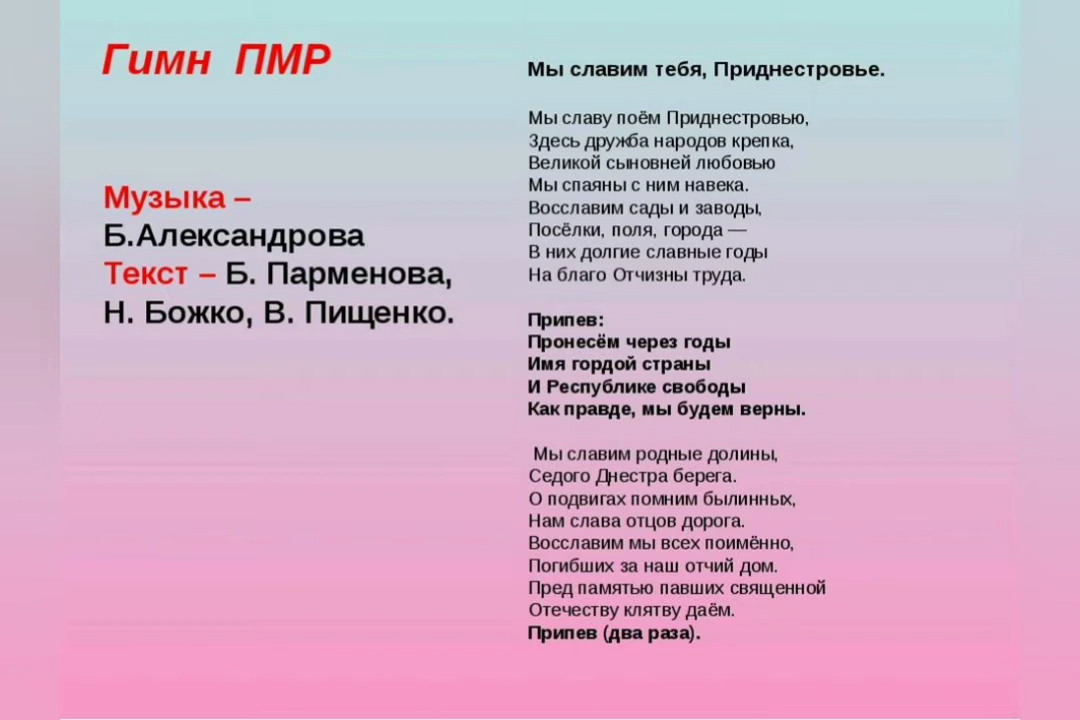 Гимн ПМР
Музыка –
Б.Александрова
Текст – Б. Парменова,
Н. Божко, В. Пищенко.
Мы славим тебя, Приднестровье.
Мы славу поём Приднестровью,
Здесь дружба народов крепка,
Великой сыновней любовью
Мы спаяны с ним навека.
Восславим сады и заводы,
Посёлки, поля, города —
В них долгие славные годы
На благо Отчизны труда.
Припев:
Пронесём через годы
Имя гордой страны
И Республике свободы
Как правде, мы будем верны.
Мы славим родные долины,
Седого Днестра берега.
О подвигах помним былинных,
Нам слава отцов дорога.
Восславим мы всех поимённо,
Погибших за наш отчий дом.
Пред памятью павших священной
Отечеству клятву даём.
Припев (два раза).